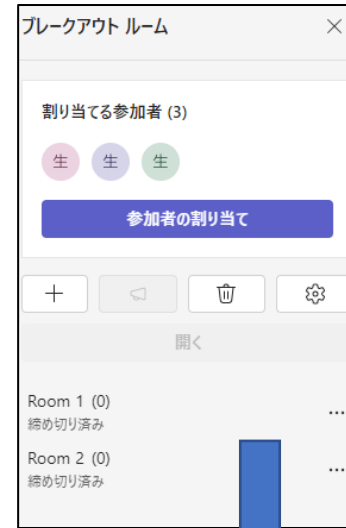 ブレークアウト ルーム
割り当てる参加者 (3)
生 生 生
参加者の割り当て
開く
Room 1 (0)
締め切り済み
Room 2 (0)
締め切り済み